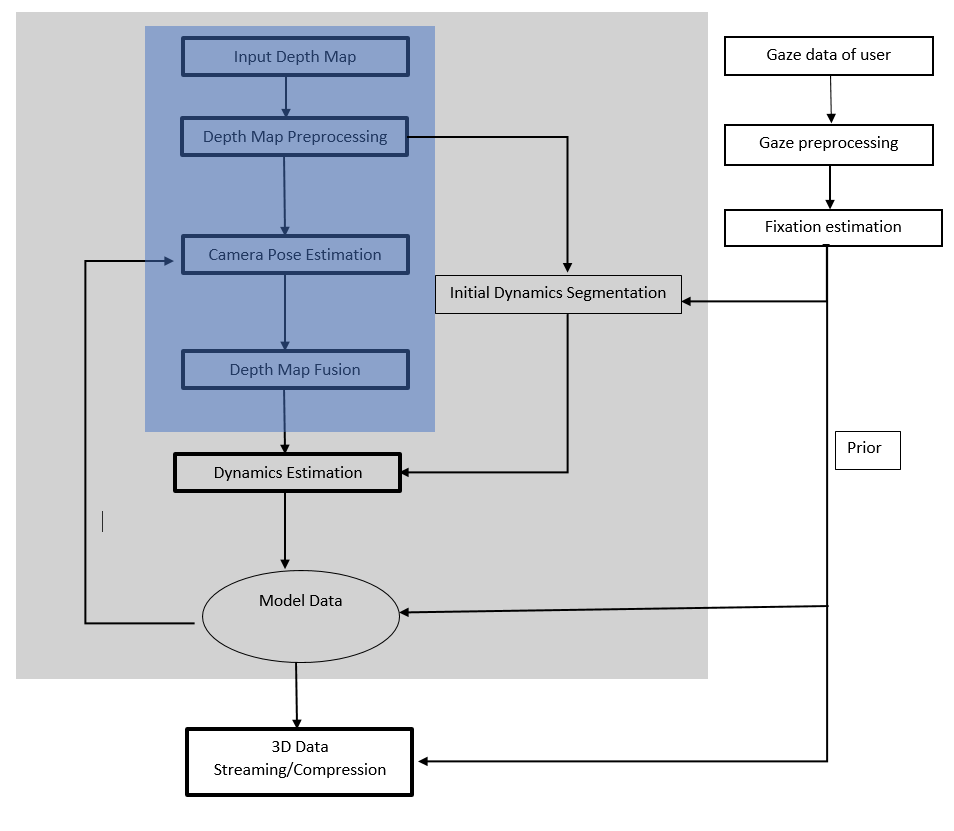 Input Depth Map
Gaze data of user
Depth Map Preprocessing
Gaze preprocessing
Fixation estimation
Camera Pose Estimation
Initial Dynamics Segmentation
Depth Map Fusion
Prior
Dynamics Estimation
Model Data
3D Data
Streaming/Compression